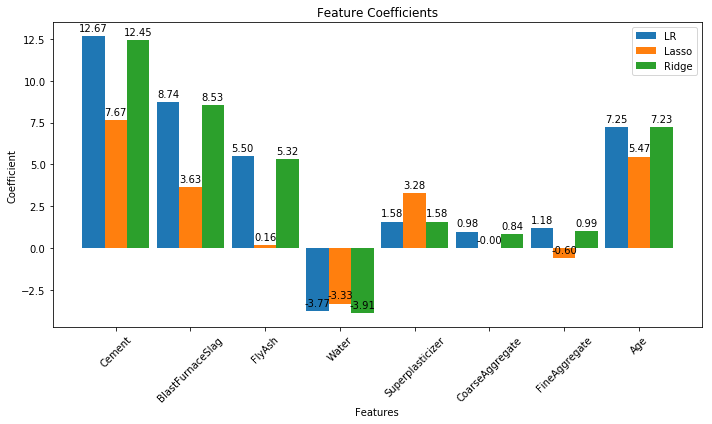 Feature Coefficients
12.67
12.45
7.67
8.74
8.53
3.63
5.50
5.32
0.16
-3.77
-3.33
-3.91
1.58
3.28
1.58
0.98
-0.00
0.84
1.18
-0.60
0.99
7.25
5.47
7.23
LR
Lasso
Ridge
12.5
10.0
7.5
5.0
2.5
0.0
−2.5
Coefficient
Cement
BlastFurnaceSlag
FlyAsh
Water
Superplasticizer
CoarseAggregate
FineAggregate
Age
Features